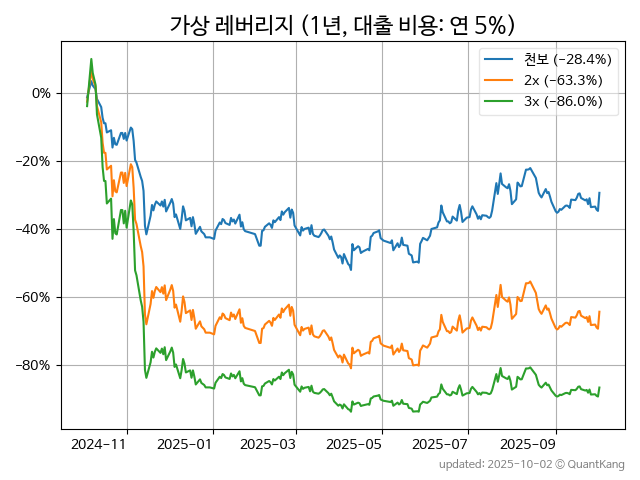 가상 레버리지 (1년, 대출 비용: 연 5%)
천보 (−28.4%)
2x (−63.3%)
3x (−86.0%)
0%
−20%
−40%
−60%
−80%
2024-11 2025-01 2025-03 2025-05 2025-07 2025-09
updated: 2025-10-02 © QuantKang